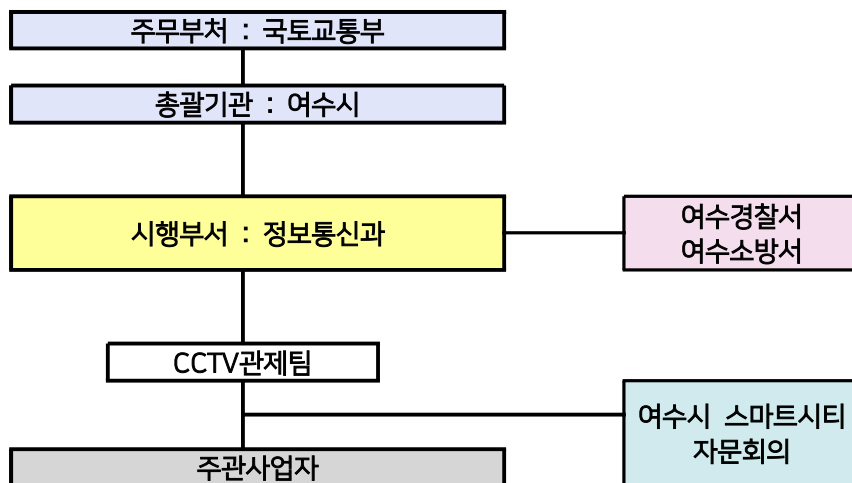 주무부처 : 국토교통부
총괄기관 : 여수시
시행부서 : 정보통신과
여수경찰서
여수소방서
CCTV관제팀
여수시 스마트시티
자문회의
주관사업자